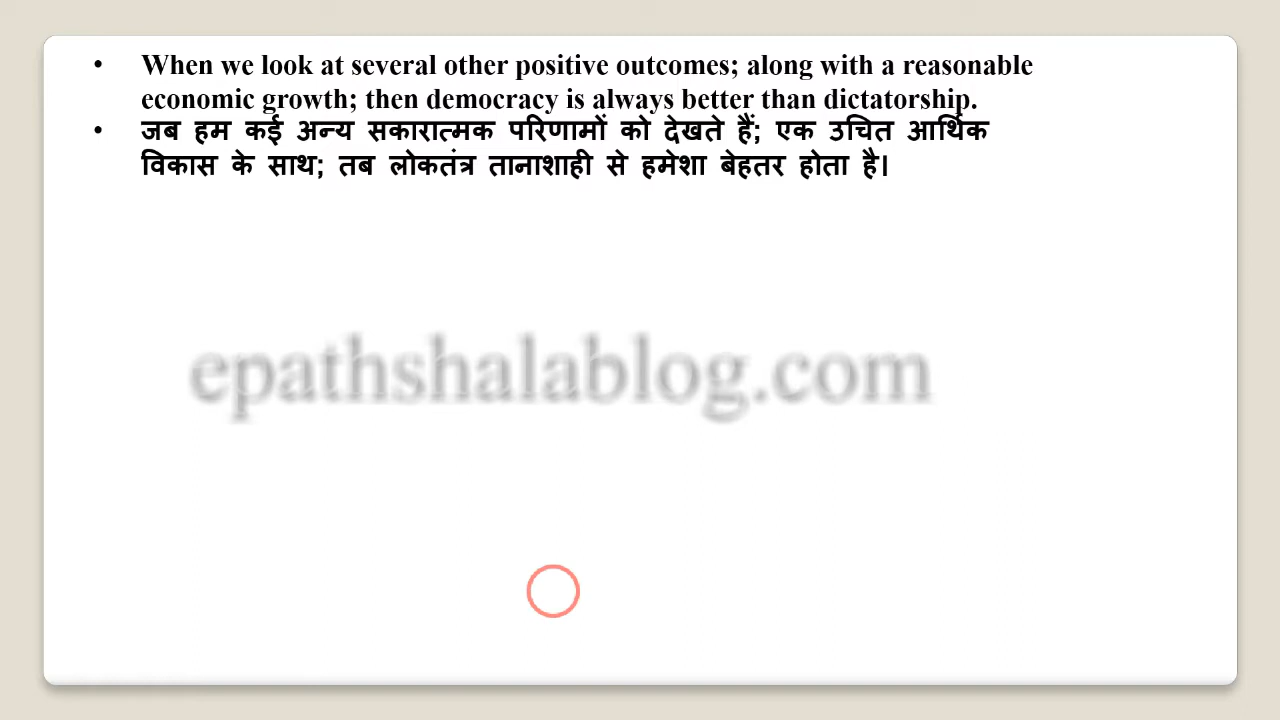 • When we look at several other positive outcomes; along with a reasonable
economic growth; then democracy is always better than dictatorship.
• जब हम कई अन्य सकारात्मक परिणामों को देखते हैं; एक उचित आर्थिक
विकास के साथ; तब लोकतंत्र तानाशाही से हमेशा बेहतर होता है।
epathshalablog.com